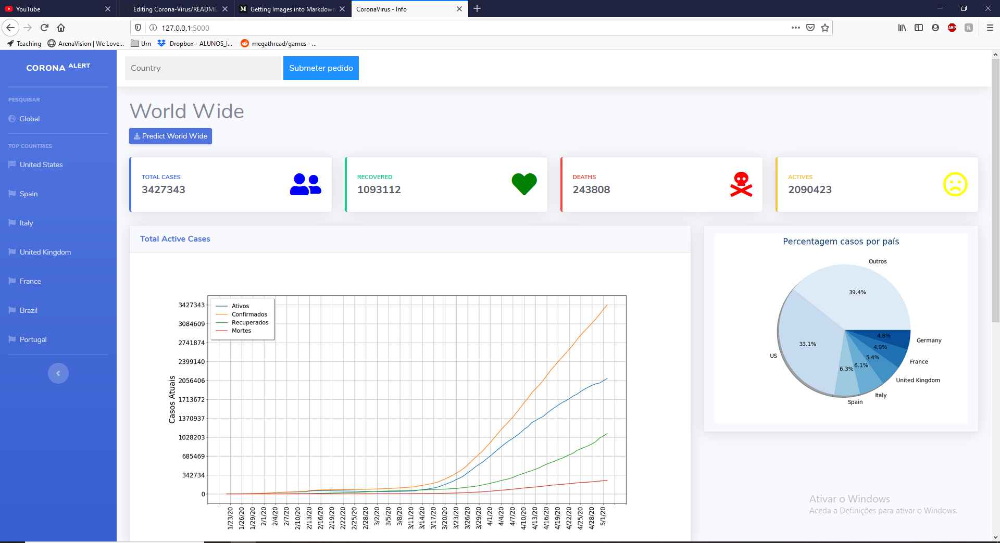 YouTube
Editing Corona-Virus/README.
Getting Images into Markdown
CoronaVirus - Info
127.0.0.1:5000
ABP
Teaching
ArenaVision | We Love...
Um
Dropbox - ALUNOS_I...
megathread/games - ...
CORONA ALERT
Country
Submeter pedido
PESQUISAR
Global
TOP COUNTRIES
United States
Spain
Italy
United Kingdom
France
Brazil
Portugal
World Wide
Predict World Wide
TOTAL CASES
3427343
RECOVERED
1093112
DEATHS
243808
ACTIVES
2090423
Total Active Cases
Ativos
Confirmados
Recuperados
Mortes
3427343
3084609
2741874
2399140
2056406
1713672
1370937
1028203
685469
342734
0
Casos Atuais
1/23/20
1/26/20
1/29/20
2/1/20
2/4/20
2/7/20
2/10/20
2/13/20
2/16/20
2/19/20
2/22/20
2/25/20
2/28/20
3/2/20
3/5/20
3/8/20
3/11/20
3/14/20
3/17/20
3/20/20
3/23/20
3/26/20
3/29/20
4/1/20
4/4/20
4/7/20
4/10/20
4/13/20
4/16/20
4/19/20
4/22/20
4/25/20
4/28/20
5/1/20
Percentagem casos por país
Outros
39.4%
US
33.1%
Spain
6.3%
Italy
6.1%
United Kingdom
5.4%
France
4.9%
Germany
4.8%
Ativar o Windows
Aceda a Definições para ativar o Windows.